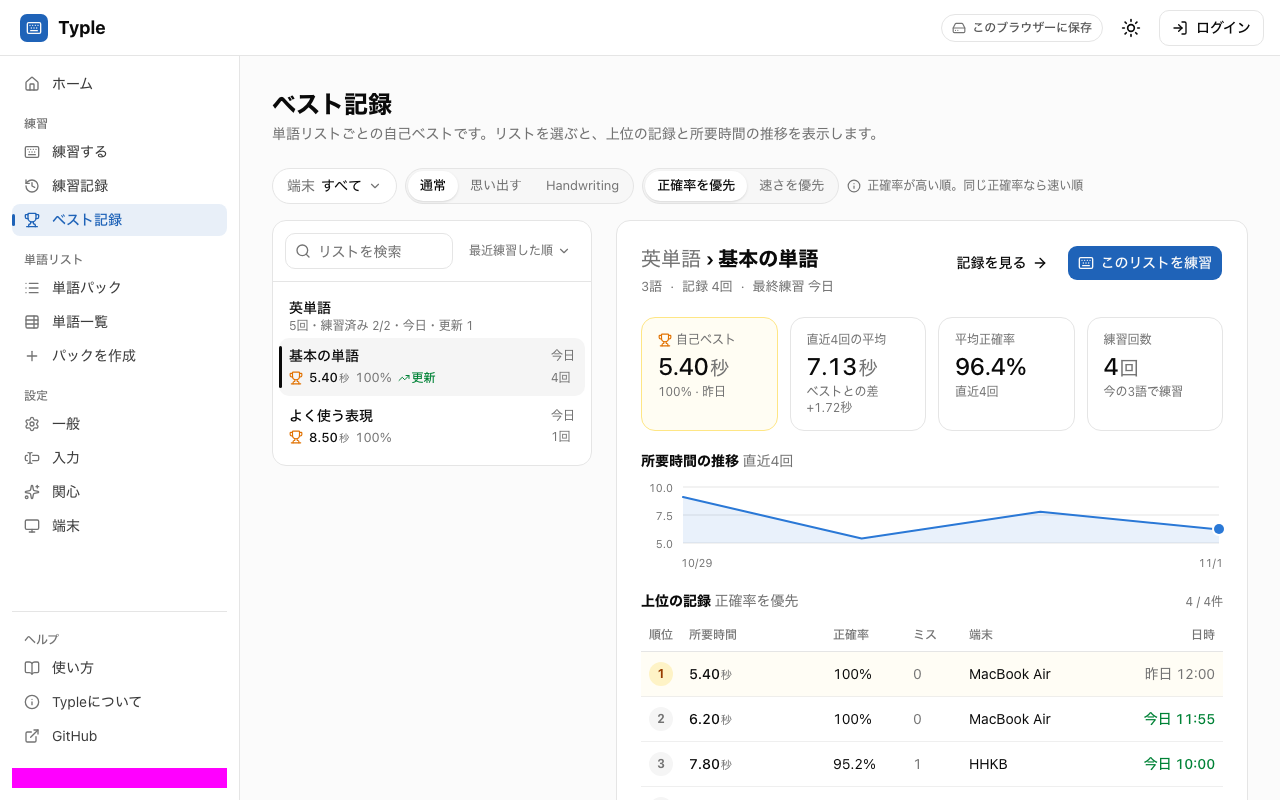 Typle
このブラウザーに保存
ログイン
ホーム
練習
練習する
練習記録
ベスト記録
単語リスト
単語パック
単語一覧
パックを作成
設定
一般
入力
関心
端末
ヘルプ
使い方
Typleについて
GitHub
ベスト記録
単語リストごとの自己ベストです。リストを選ぶと、上位の記録と所要時間の推移を表示します。
端末 すべて
通常 思い出す Handwriting
正確率を優先 速さを優先
正確率が高い順。同じ正確率なら速い順
リストを検索
最近練習した順
英単語
5回・練習済み 2/2・今日・更新 1
基本の単語 今日
5.40秒 100% 更新 4回
よく使う表現 今日
8.50秒 100% 1回
英単語 › 基本の単語
3語 · 記録 4回 · 最終練習 今日
記録を見る →
このリストを練習
自己ベスト
5.40秒
100% · 昨日
直近4回の平均
7.13秒
ベストとの差
+1.72秒
平均正確率
96.4%
直近4回
練習回数
4回
今の3語で練習
所要時間の推移 直近4回
10.0
7.5
5.0
10/29 11/1
上位の記録 正確率を優先 4 / 4件
順位 所要時間 正確率 ミス 端末 日時
1 5.40秒 100% 0 MacBook Air 昨日 12:00
2 6.20秒 100% 0 MacBook Air 今日 11:55
3 7.80秒 95.2% 1 HHKB 今日 10:00